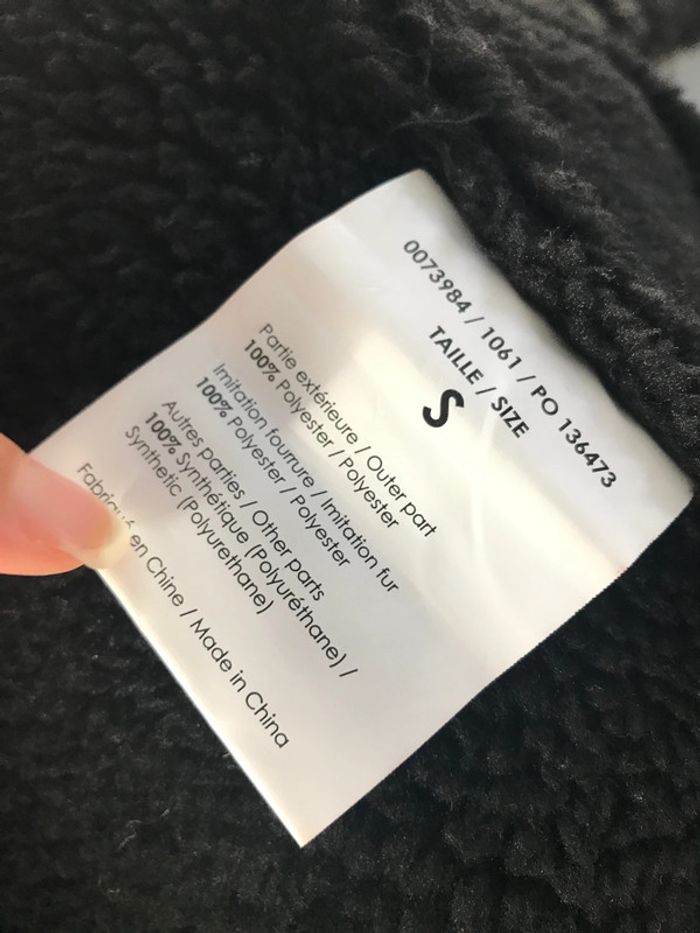 0073984 / 1061 / PO 136473
TAILLE / SIZE
S
Partie extérieure / Outer part
100% Polyester / Polyester
Imitation fourrure / Imitation fur
100% Polyester / Polyester
Autres parties / Other parts
100% Synthétique (Polyuréthane) /
Synthetic (Polyurethane)
Fabriqué en Chine / Made in China